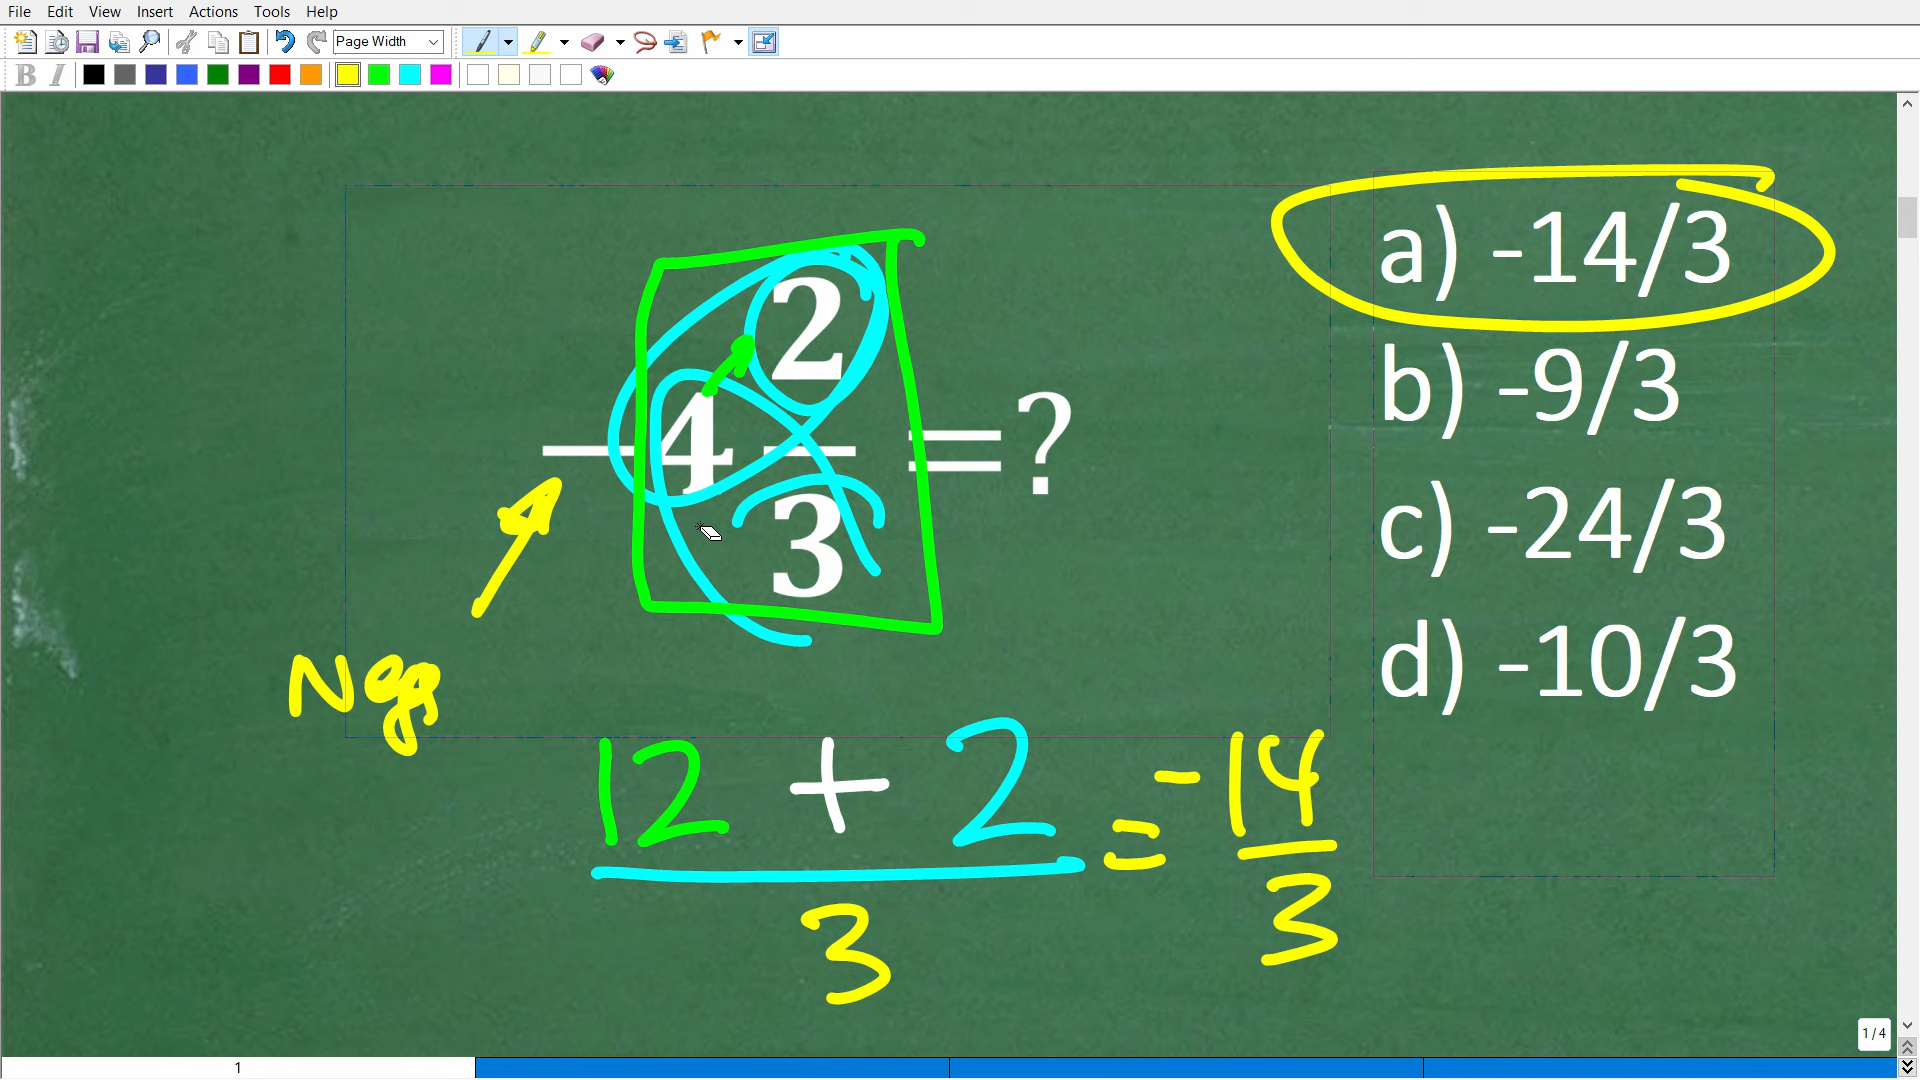 File Edit View Insert Actions Tools Help
Page Width
B I
−4 2/3 =?
a) -14/3
b) -9/3
c) -24/3
d) -10/3
Neg
12 + 2
3
= -14
3
1 / 4
1